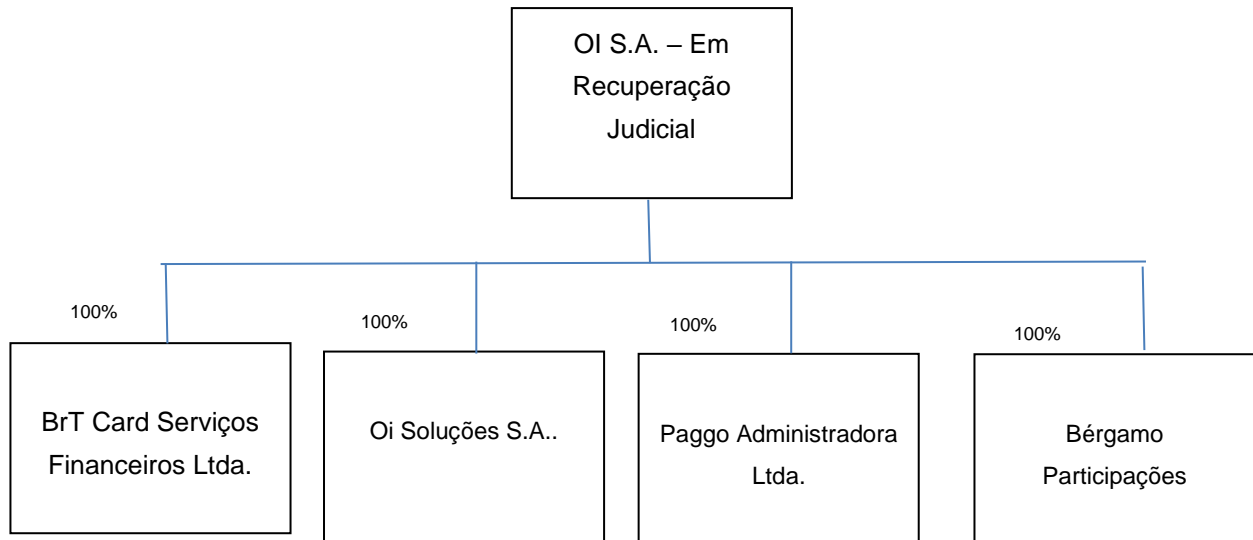 OI S.A. – Em
Recuperação
Judicial
100%
100%
100%
100%
BrT Card Serviços
Financeiros Ltda.
Oi Soluções S.A..
Paggo Administradora
Ltda.
Bérgamo
Participações